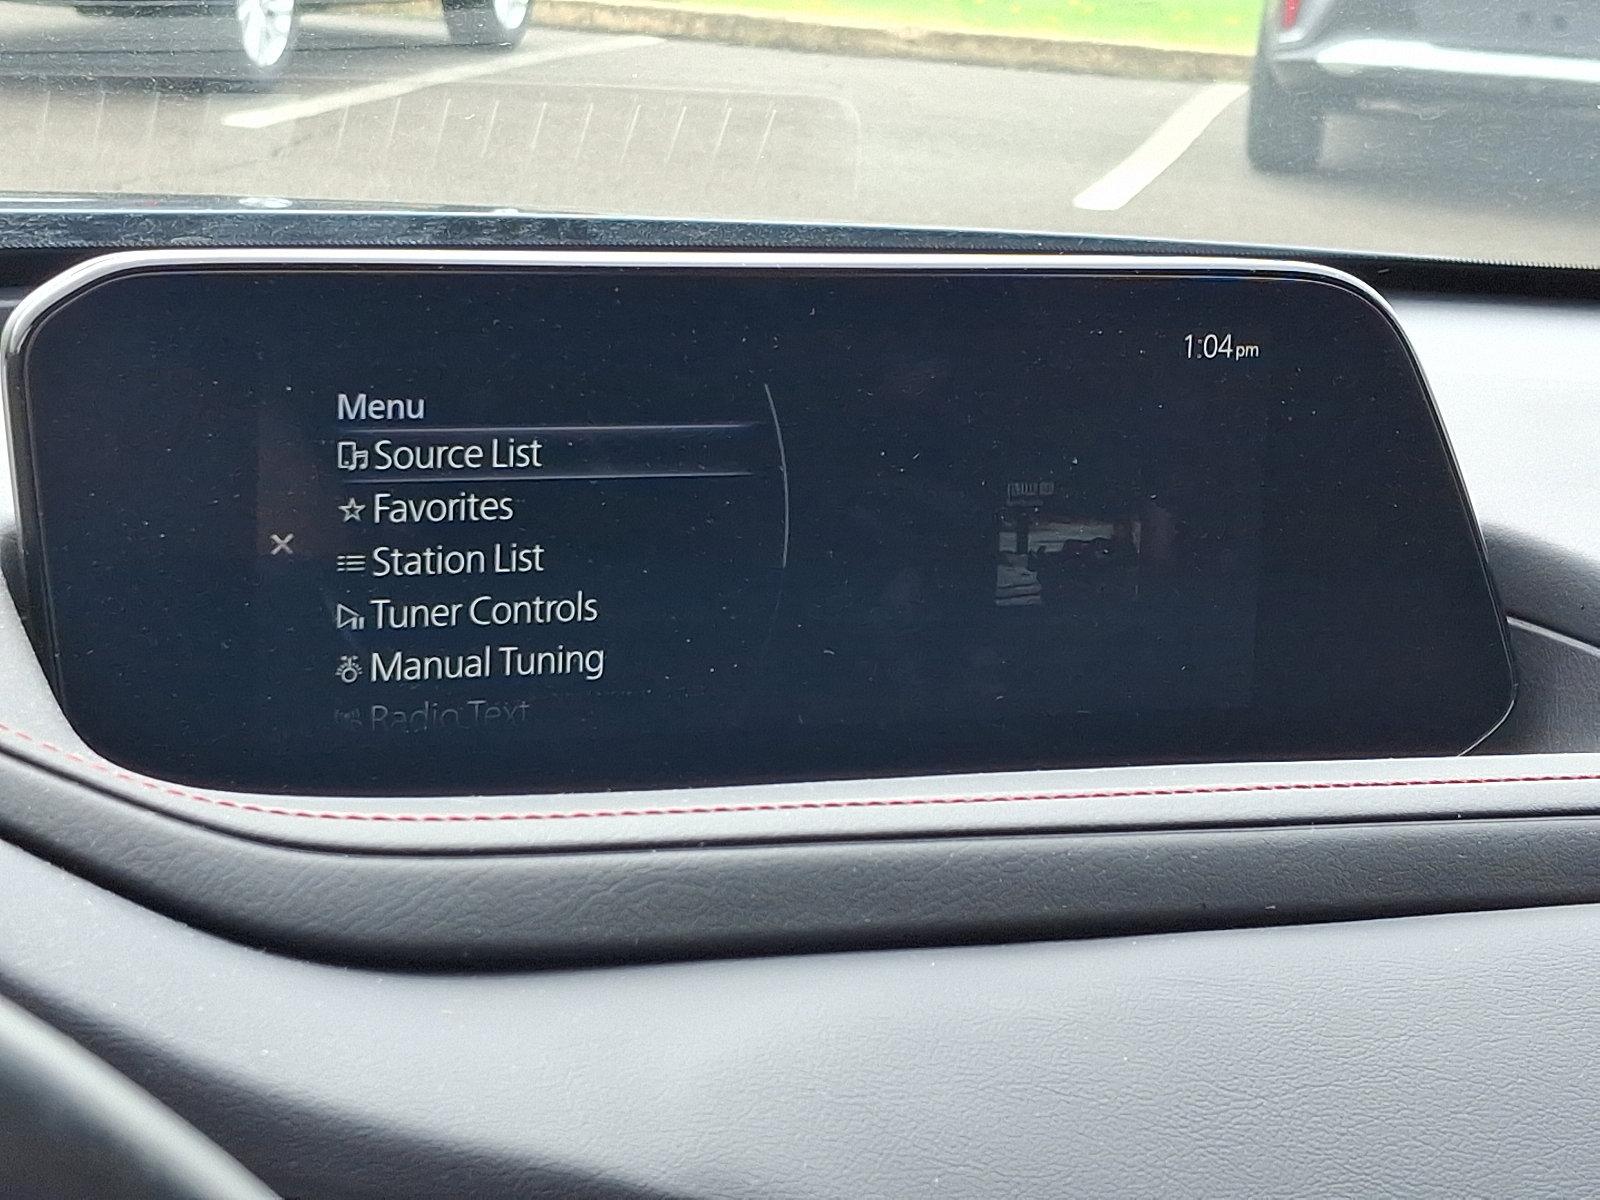 1:04pm
Menu
Source List
Favorites
Station List
Tuner Controls
Manual Tuning
Radio Text